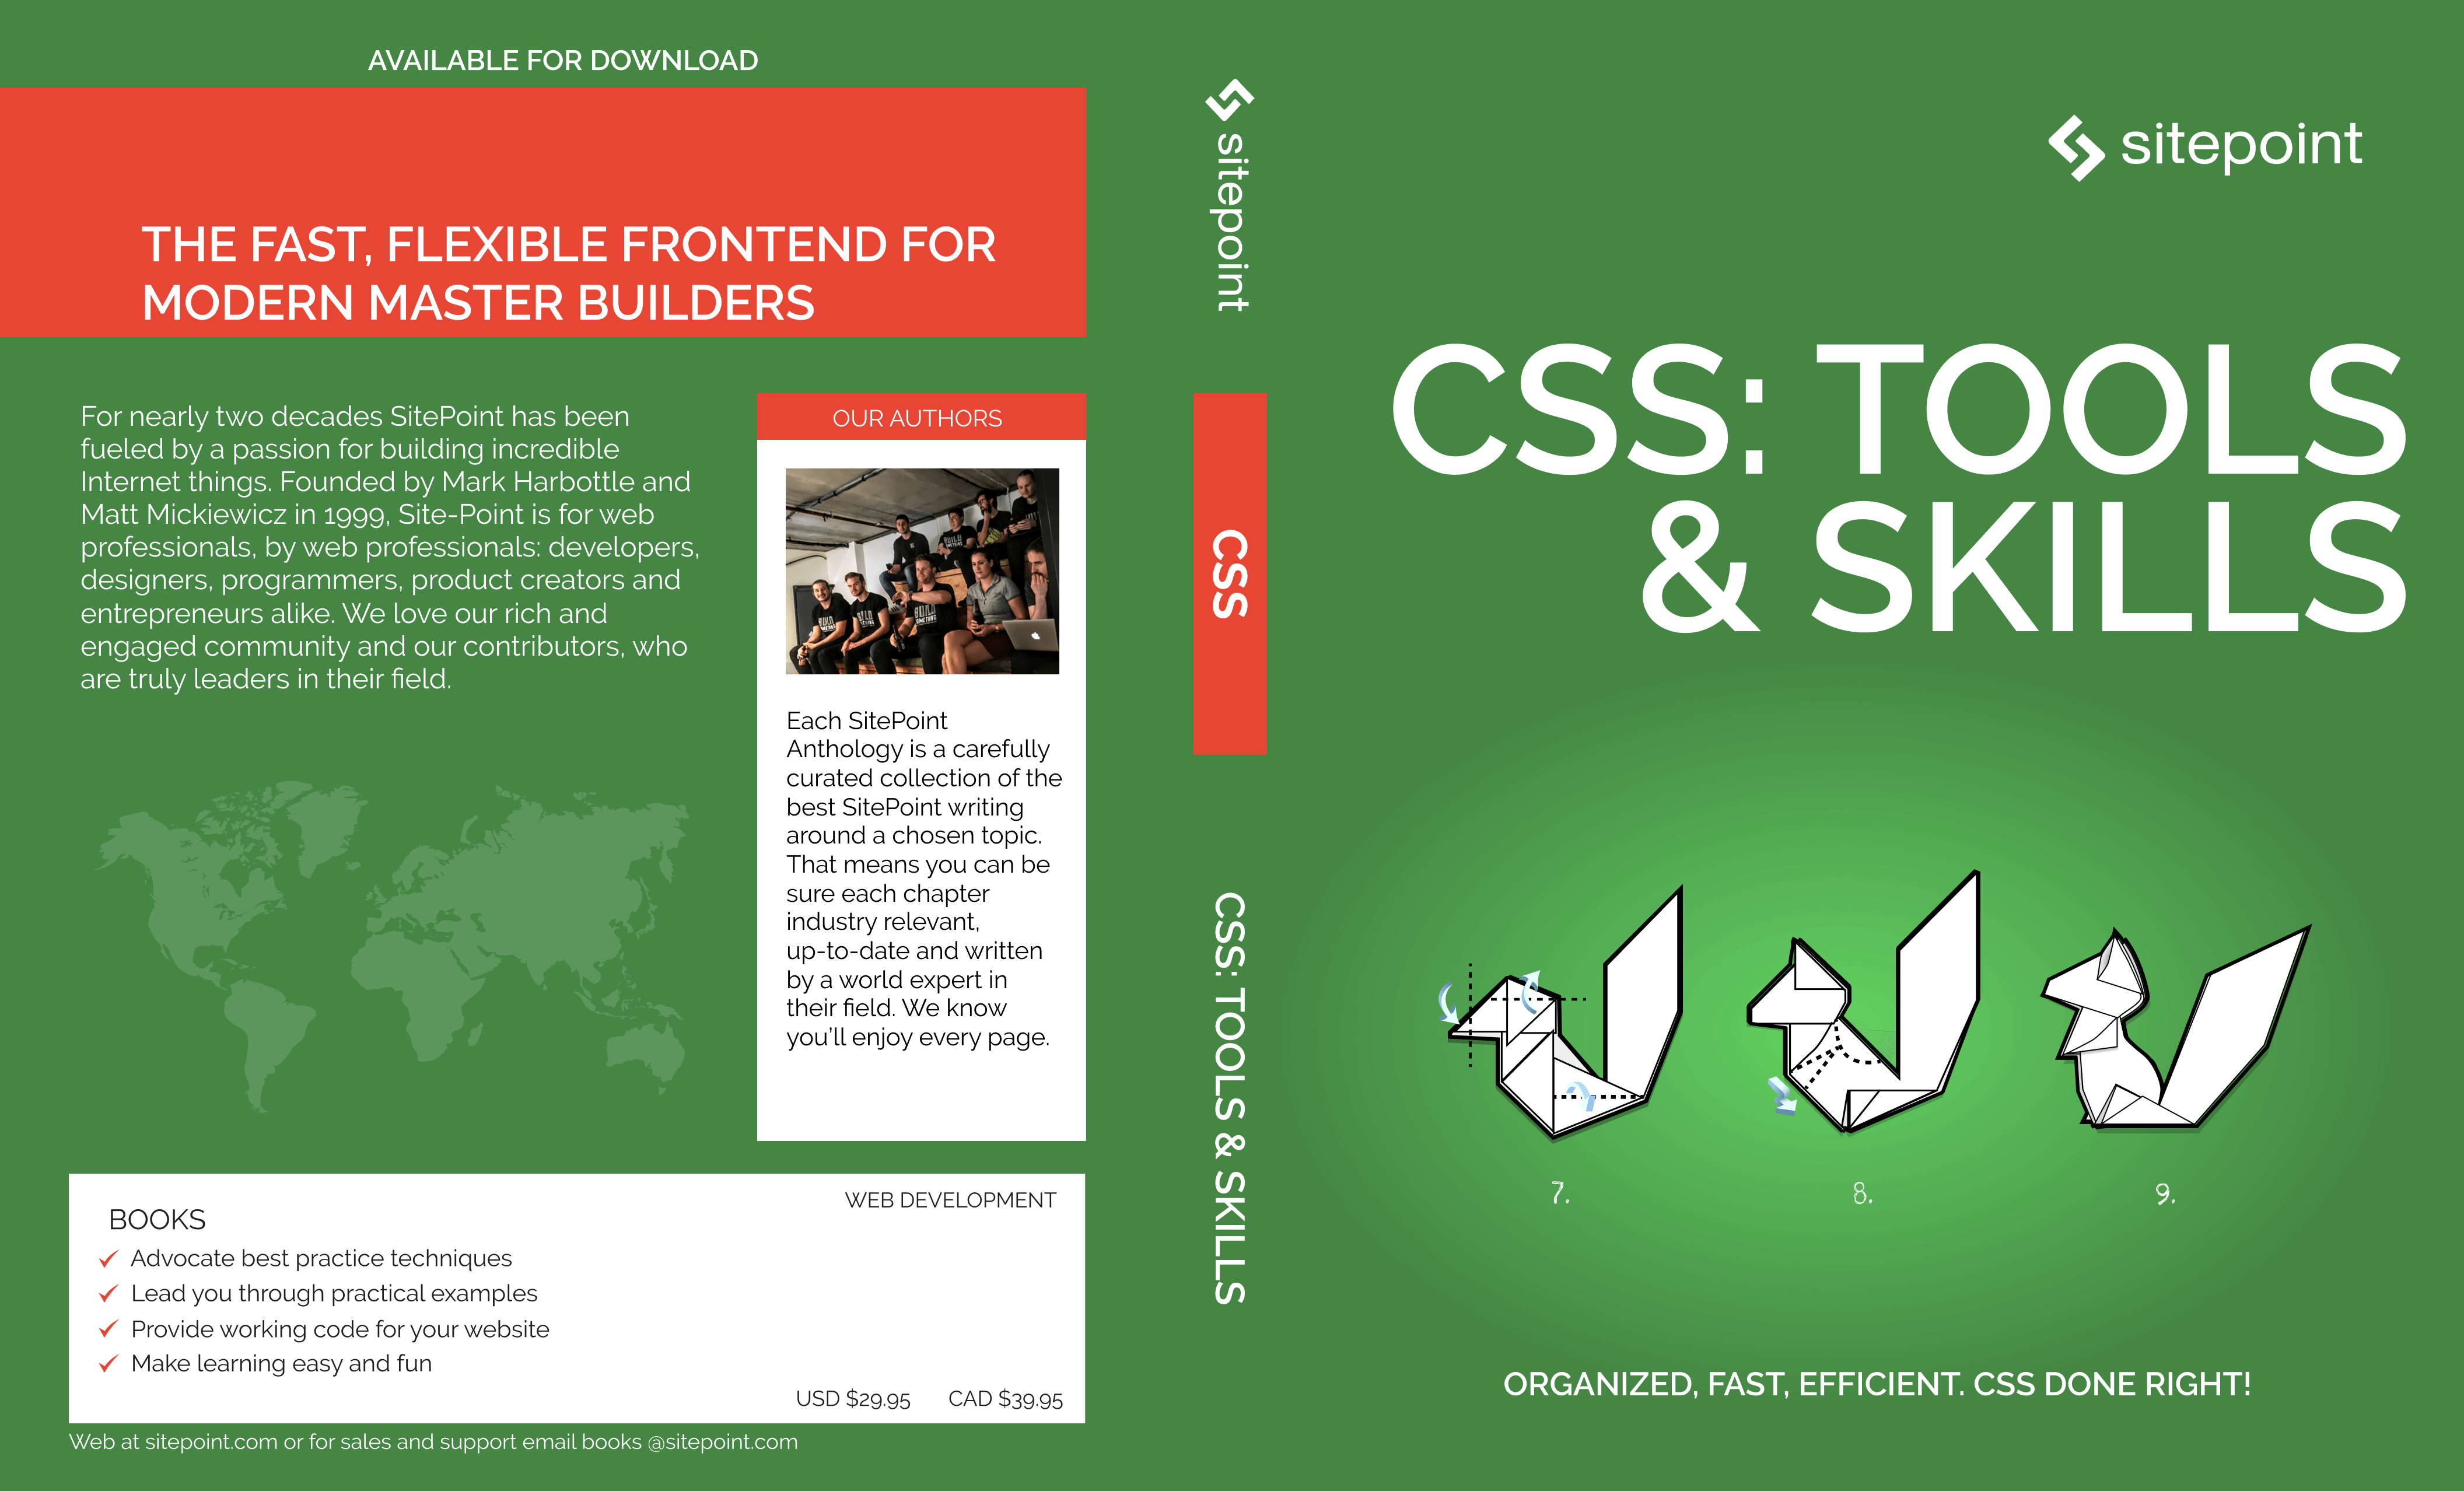 AVAILABLE FOR DOWNLOAD
THE FAST, FLEXIBLE FRONTEND FOR
MODERN MASTER BUILDERS
For nearly two decades SitePoint has been
fueled by a passion for building incredible
Internet things. Founded by Mark Harbottle and
Matt Mickiewicz in 1999, Site-Point is for web
professionals, by web professionals: developers,
designers, programmers, product creators and
entrepreneurs alike. We love our rich and
engaged community and our contributors, who
are truly leaders in their field.
OUR AUTHORS
BUILD
SOMETHING
BUILD
SOMETHING
BUILD
SOMETHING
BUILD
SOMETHING
Each SitePoint
Anthology is a carefully
curated collection of the
best SitePoint writing
around a chosen topic.
That means you can be
sure each chapter
industry relevant,
up-to-date and written
by a world expert in
their field. We know
you'll enjoy every page.
BOOKS
WEB DEVELOPMENT
Advocate best practice techniques
Lead you through practical examples
Provide working code for your website
Make learning easy and fun
USD $29.95 CAD $39.95
Web at sitepoint.com or for sales and support email books @sitepoint.com
sitepoint
CSS
CSS: TOOLS & SKILLS
sitepoint
CSS: TOOLS
& SKILLS
7. 8. 9.
ORGANIZED, FAST, EFFICIENT. CSS DONE RIGHT!